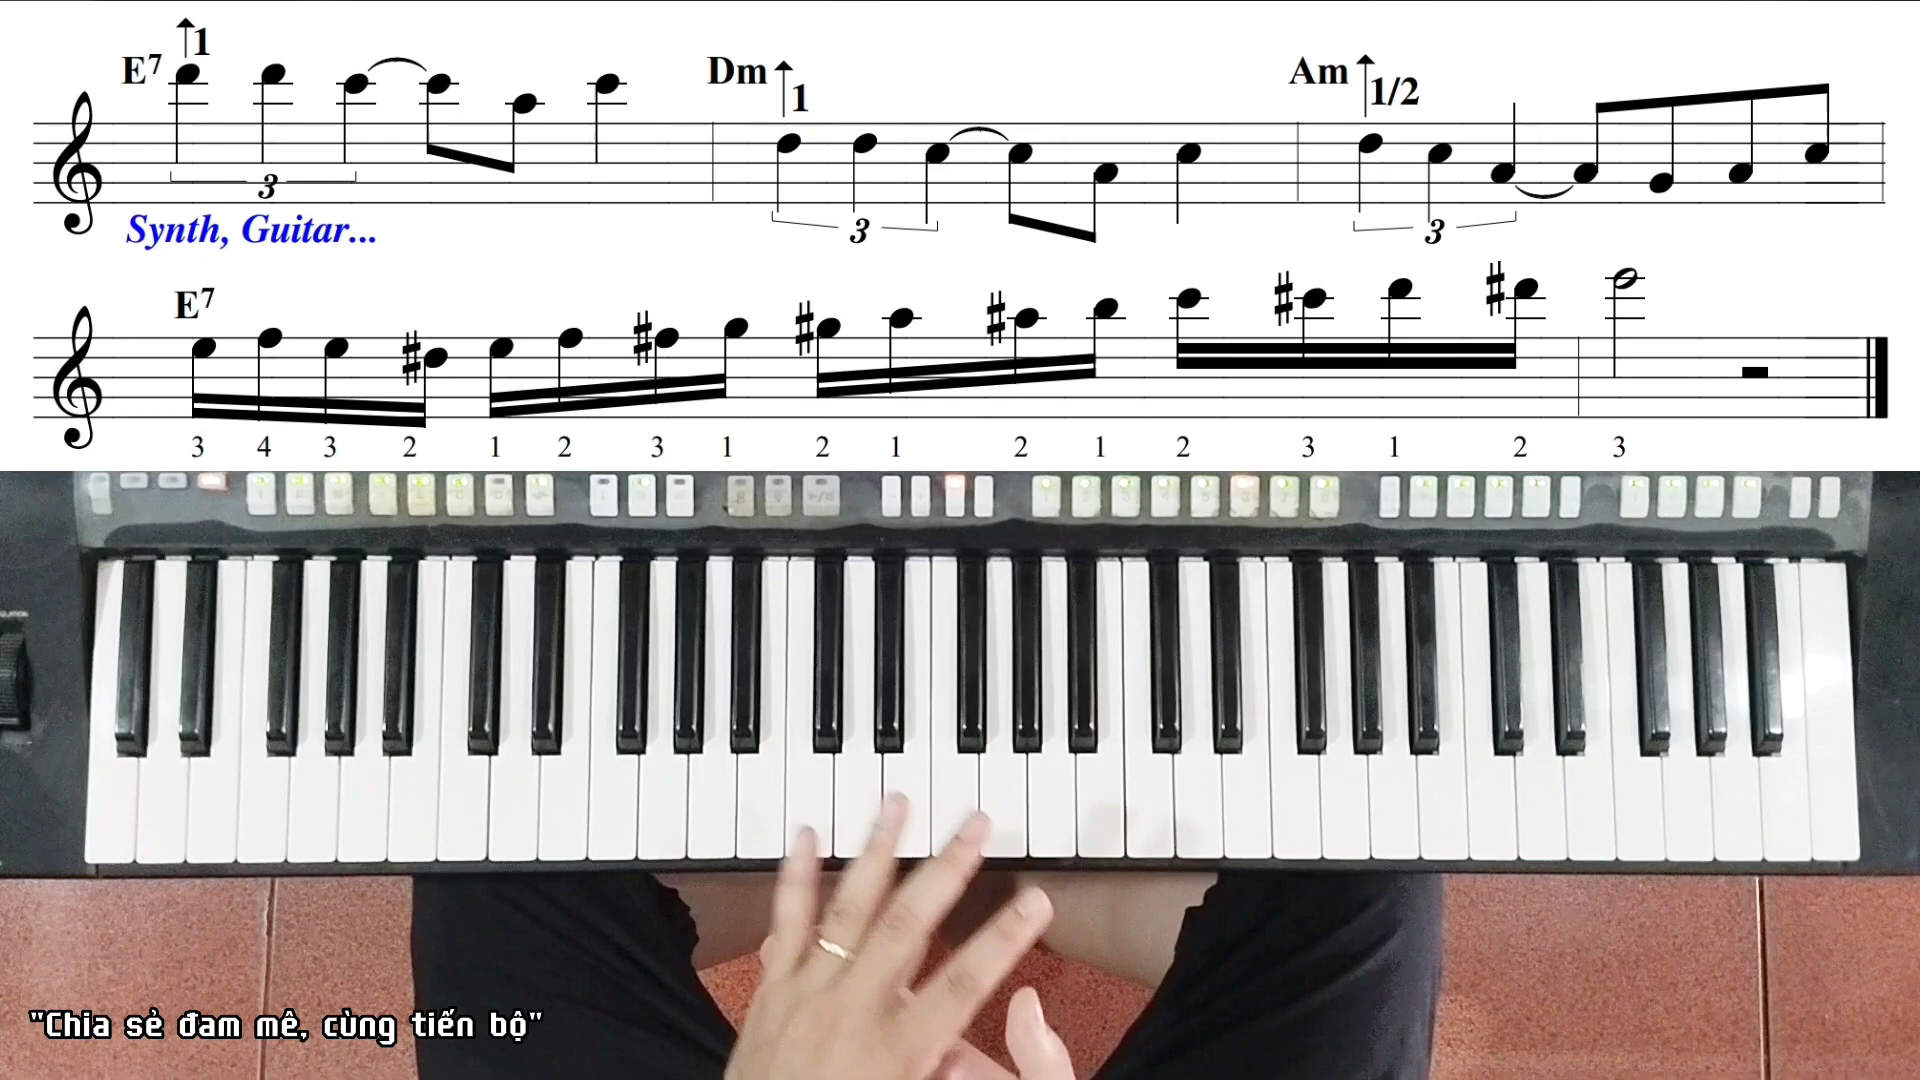 E7 1 Dm 1 Am 1/2
3 3 3
Synth, Guitar...
E7
3 4 3 2 1 2 3 1 2 1 2 1 2 3 1 2 3
"Chia sẻ đam mê, cùng tiến bộ"